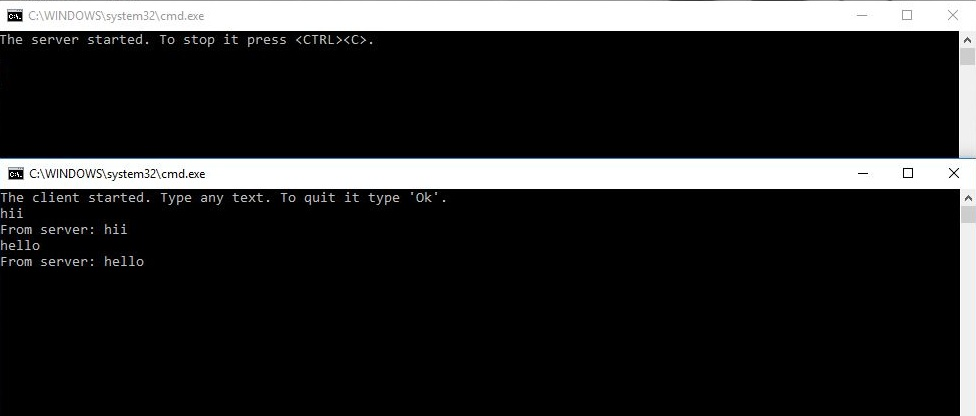 C:\WINDOWS\system32\cmd.exe
The server started. To stop it press <CTRL><C>.
C:\WINDOWS\system32\cmd.exe
The client started. Type any text. To quit it type 'Ok'.
hii
From server: hii
hello
From server: hello